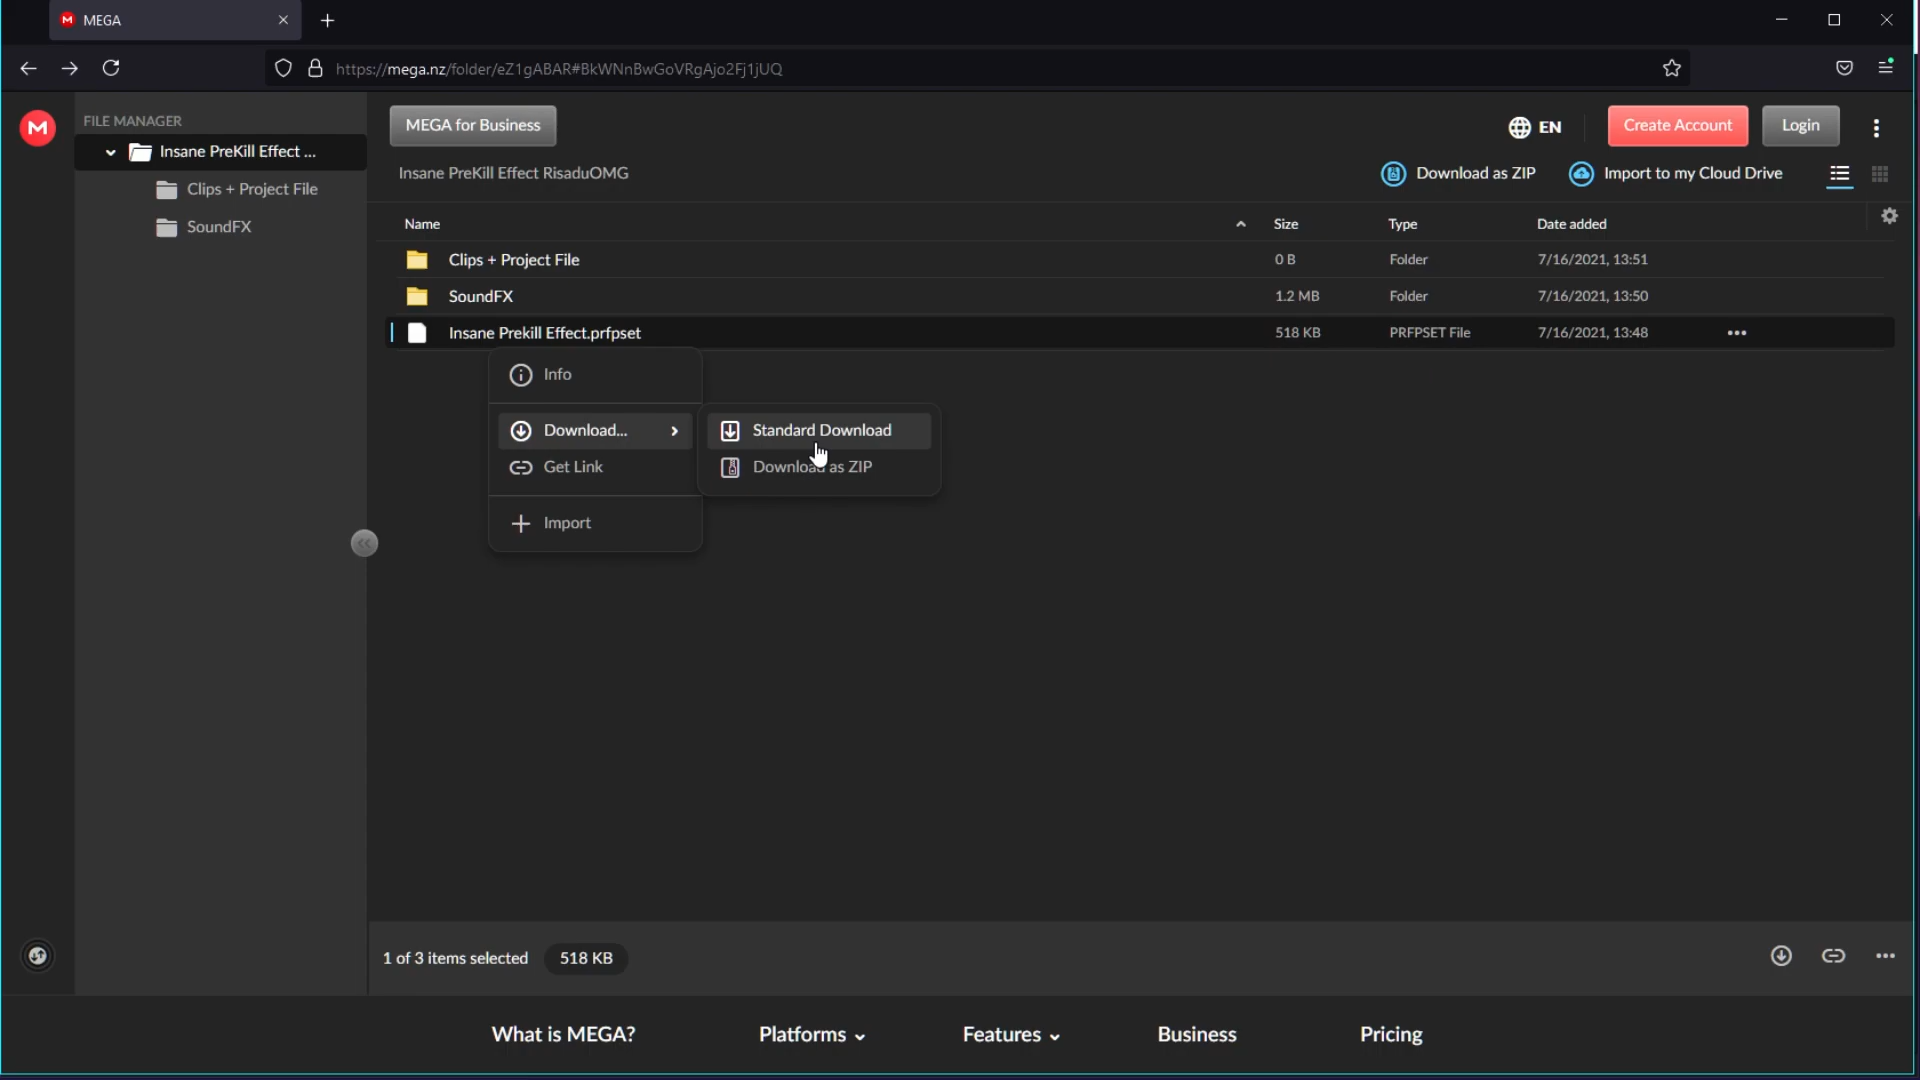 MEGA
https://mega.nz/folder/eZ1gABAR#BkWNnBwGoVRgAjo2Fj1jUQ
FILE MANAGER
Insane PreKill Effect ...
Clips + Project File
SoundFX
MEGA for Business
EN
Create Account
Login
Insane PreKill Effect RisaduOMG
Download as ZIP
Import to my Cloud Drive
Name Size Type Date added
Clips + Project File 0 B Folder 7/16/2021, 13:51
SoundFX 1.2 MB Folder 7/16/2021, 13:50
Insane Prekill Effect.prfpset 518 KB PRFPSET File 7/16/2021, 13:48
Info
Download...
Standard Download
Get Link
Download as ZIP
Import
1 of 3 items selected 518 KB
What is MEGA? Platforms Features Business Pricing